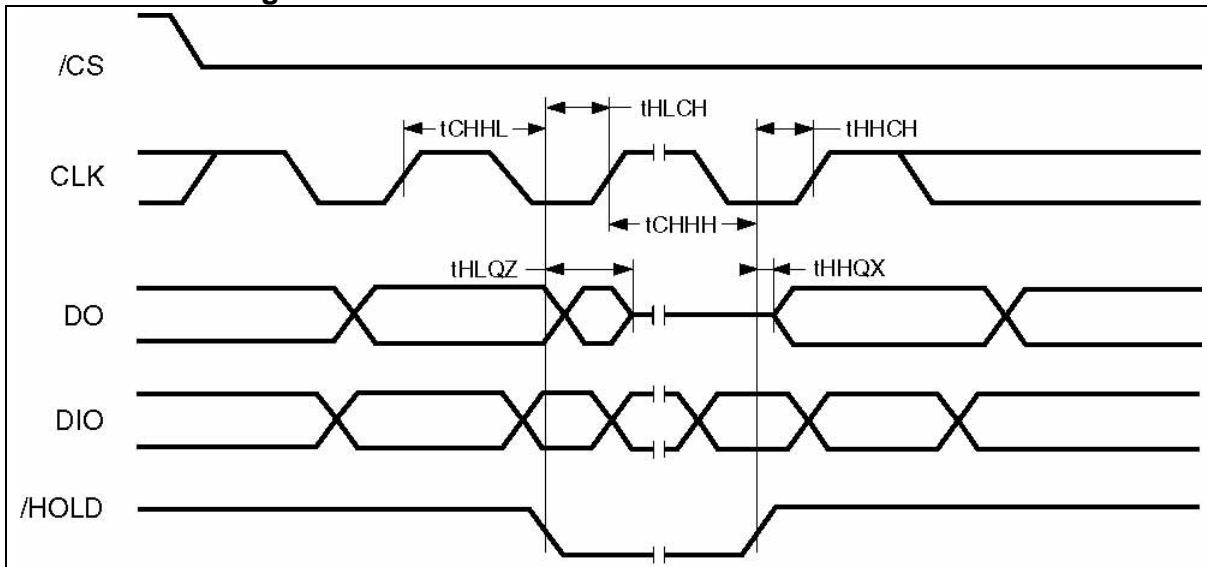 /CS
tHLCH
tCHHL
tHHCH
CLK
tCHHH
tHLQZ
tHHQX
DO
DIO
/HOLD